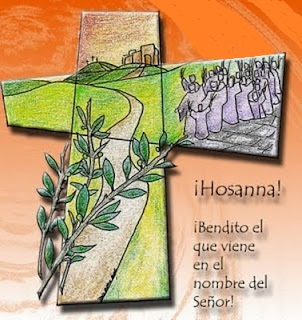 ¡Hosanna!
¡Bendito el
que viene
en el
nombre del
Señor!